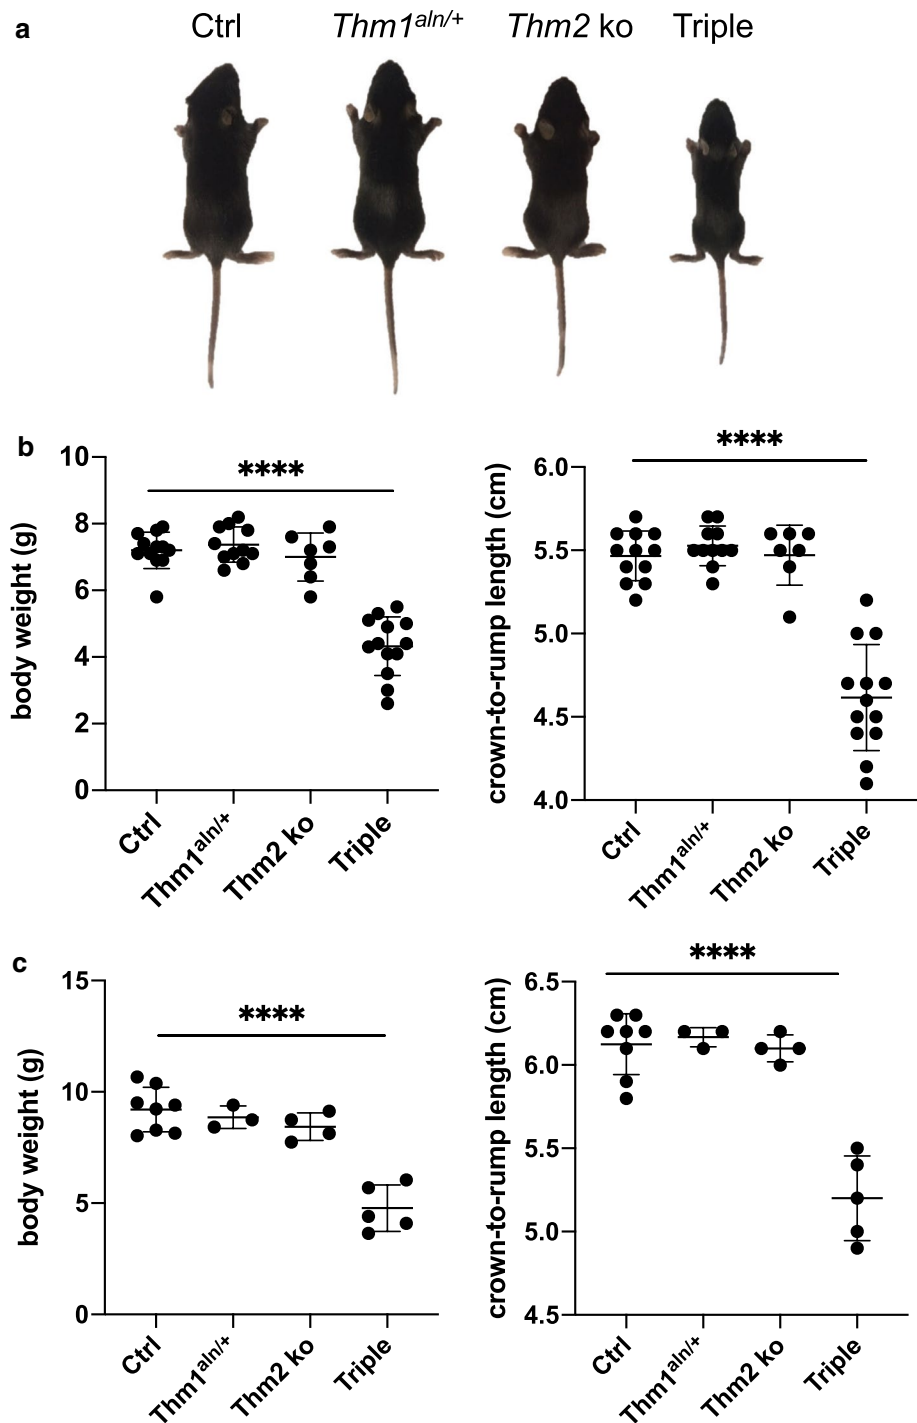 a
Ctrl Thm1aln/+ Thm2 ko Triple
b
body weight (g)
10
8
6
4
2
0
****
Ctrl
Thm1aln/+
Thm2 ko
Triple
crown-to-rump length (cm)
6.0
5.5
5.0
4.5
4.0
****
Ctrl
Thm1aln/+
Thm2 ko
Triple
c
body weight (g)
15
10
5
0
****
Ctrl
Thm1aln/+
Thm2 ko
Triple
crown-to-rump length (cm)
6.5
6.0
5.5
5.0
4.5
****
Ctrl
Thm1aln/+
Thm2 ko
Triple